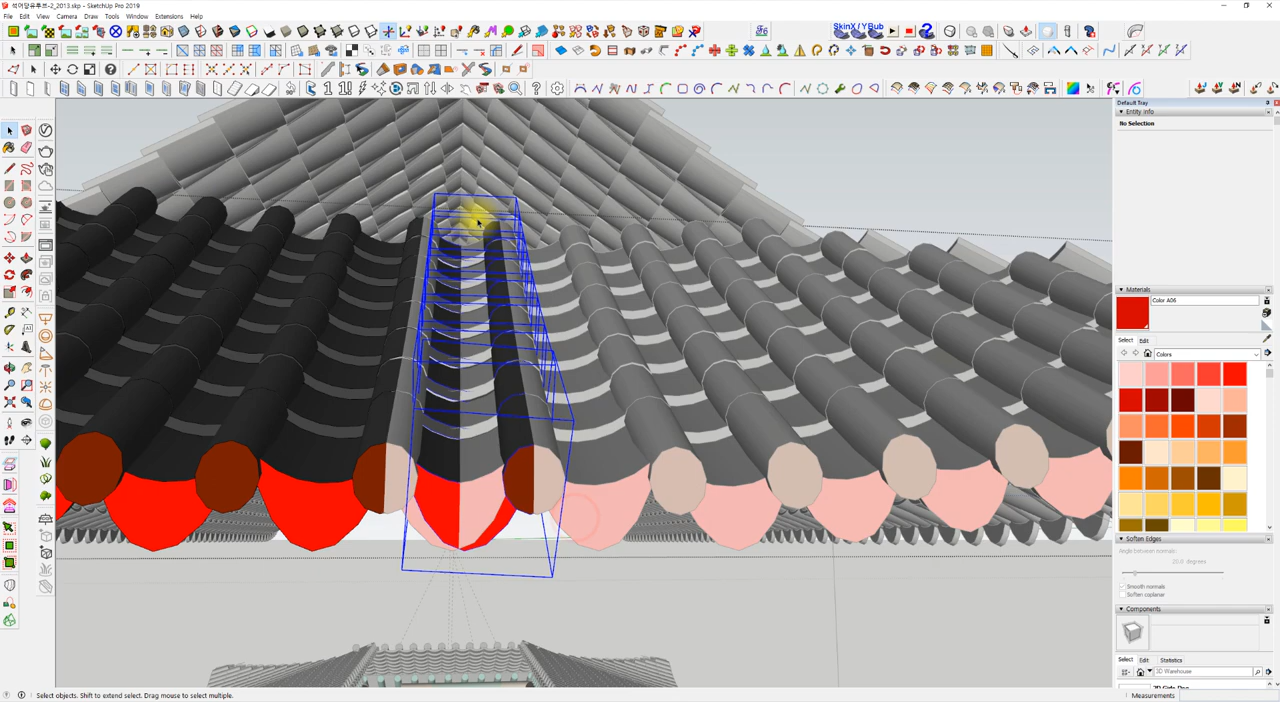 석어당유투브-2_2013.skp - SketchUp Pro 2019
File Edit View Camera Draw Tools Window Extensions Help
SkinX/YBub
Default Tray
Entity Info
No Selection
Materials
Color A06
Select Edit
Colors
Soften Edges
Angle between normals:
20.0 degrees
Smooth normals
Soften coplanar
Components
Select Edit Statistics
3D Warehouse
Select objects. Shift to extend select. Drag mouse to select multiple.
Measurements